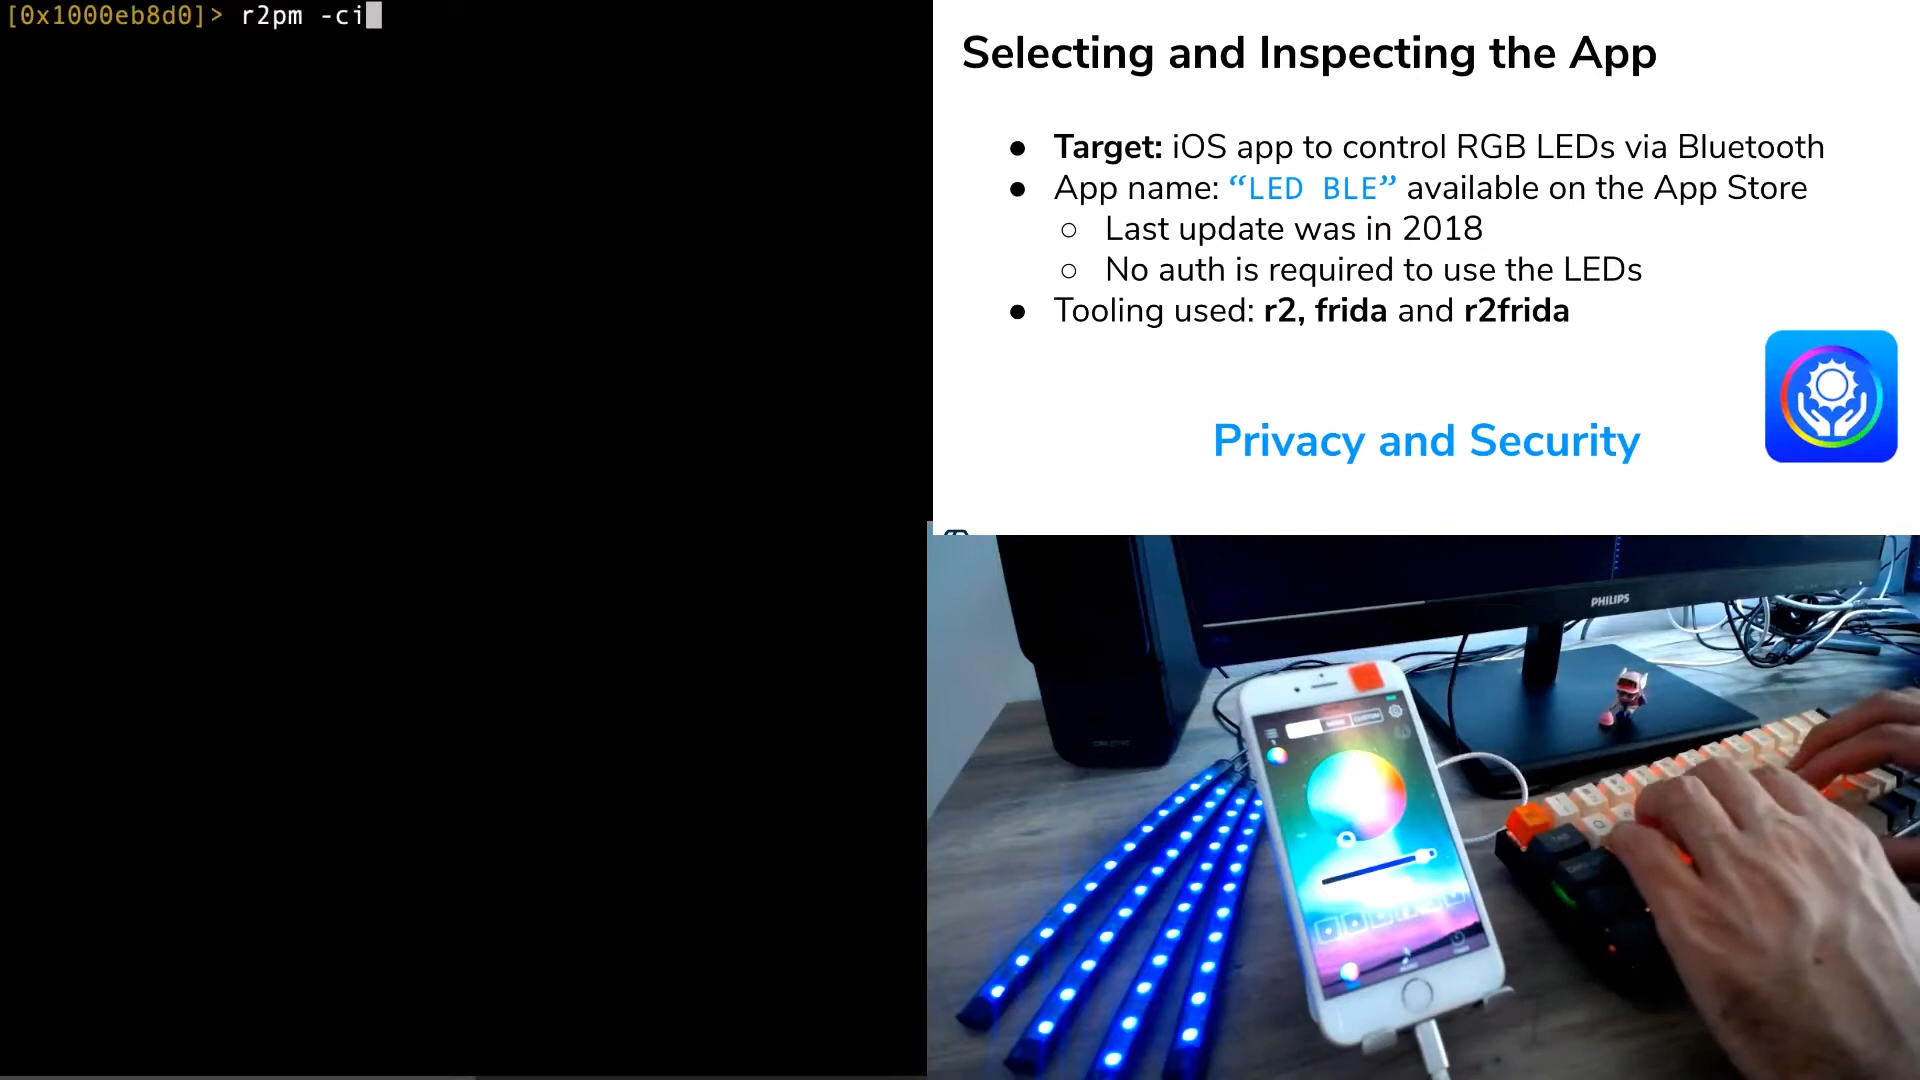 [0x1000eb8d0]> r2pm -ci
Selecting and Inspecting the App
● Target: iOS app to control RGB LEDs via Bluetooth
● App name: “LED BLE” available on the App Store
○ Last update was in 2018
○ No auth is required to use the LEDs
● Tooling used: r2, frida and r2frida
Privacy and Security
PHILIPS